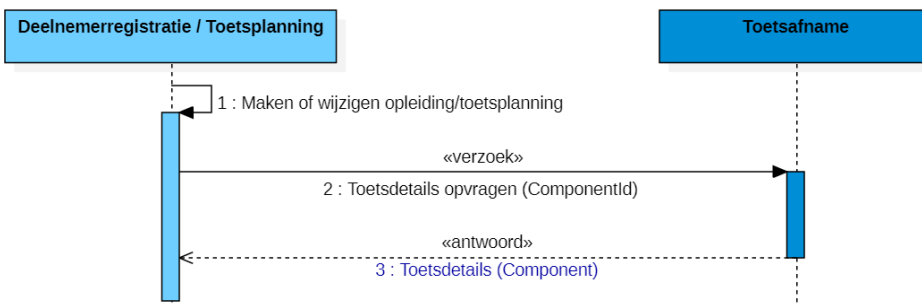 Deelnemerregistratie / Toetsplanning
Toetsafname
1 : Maken of wijzigen opleiding/toetsplanning
«verzoek»
2 : Toetsdetails opvragen (ComponentId)
«antwoord»
3 : Toetsdetails (Component)